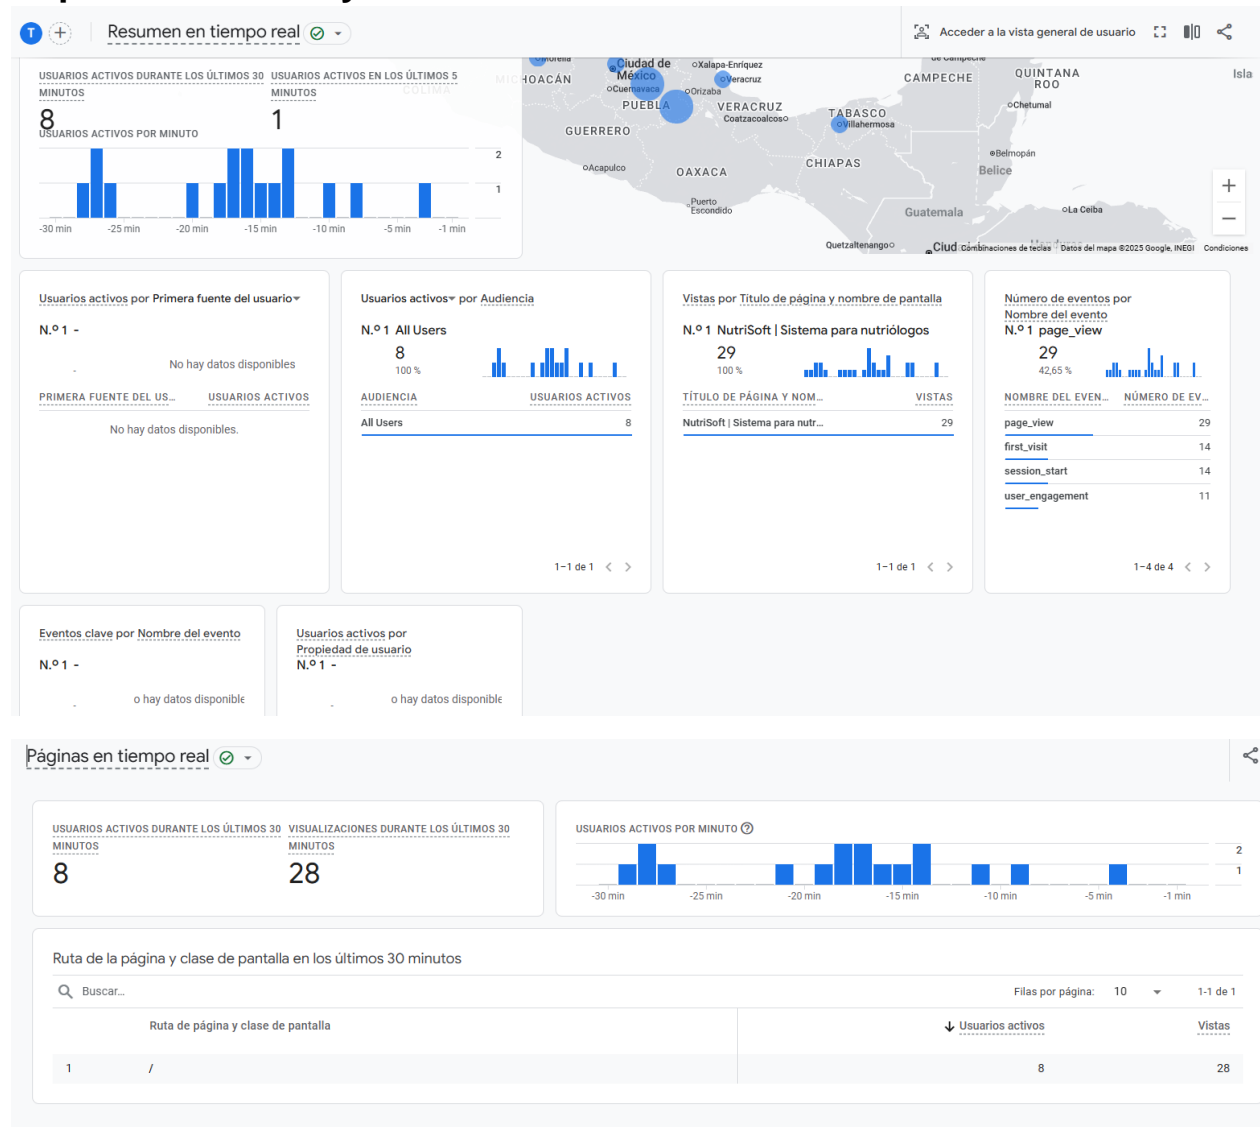 T
Resumen en tiempo real
Acceder a la vista general de usuario
USUARIOS ACTIVOS DURANTE LOS ÚLTIMOS 30 MINUTOS
8
USUARIOS ACTIVOS EN LOS ÚLTIMOS 5 MINUTOS
1
USUARIOS ACTIVOS POR MINUTO
2
1
-30 min -25 min -20 min -15 min -10 min -5 min -1 min
Morelia
Ciudad de México
Xalapa-Enríquez
Veracruz
CAMPECHE
QUINTANA ROO
Isla
HOACÁN
COLIMA
Cuernavaca
Orizaba
PUEBLA
VERACRUZ
Coatzacoalcos
TABASCO
Villahermosa
Chetumal
GUERRERO
Belmopán
Belice
Acapulco
OAXACA
CHIAPAS
Puerto Escondido
Guatemala
La Ceiba
Quetzaltenango
Ciud
Combinaciones de teclas
Datos del mapa ©2025 Google, INEGI
Condiciones
+
−
Usuarios activos por Primera fuente del usuario
N.º 1 -
No hay datos disponibles
-
PRIMERA FUENTE DEL US... USUARIOS ACTIVOS
No hay datos disponibles.
Usuarios activos por Audiencia
N.º 1 All Users
8
100 %
AUDIENCIA USUARIOS ACTIVOS
All Users 8
1-1 de 1
Vistas por Título de página y nombre de pantalla
N.º 1 NutriSoft | Sistema para nutriólogos
29
100 %
TÍTULO DE PÁGINA Y NOM... VISTAS
NutriSoft | Sistema para nutr... 29
1-1 de 1
Número de eventos por
Nombre del evento
N.º 1 page_view
29
42,65 %
NOMBRE DEL EVEN... NÚMERO DE EV...
page_view 29
first_visit 14
session_start 14
user_engagement 11
1-4 de 4
Eventos clave por Nombre del evento
N.º 1 -
o hay datos disponible
-
Usuarios activos por
Propiedad de usuario
N.º 1 -
o hay datos disponible
-
Páginas en tiempo real
USUARIOS ACTIVOS DURANTE LOS ÚLTIMOS 30 MINUTOS
8
VISUALIZACIONES DURANTE LOS ÚLTIMOS 30 MINUTOS
28
USUARIOS ACTIVOS POR MINUTO
2
1
-30 min -25 min -20 min -15 min -10 min -5 min -1 min
Ruta de la página y clase de pantalla en los últimos 30 minutos
Buscar...
Filas por página: 10 1-1 de 1
Ruta de página y clase de pantalla Usuarios activos Vistas
1 / 8 28